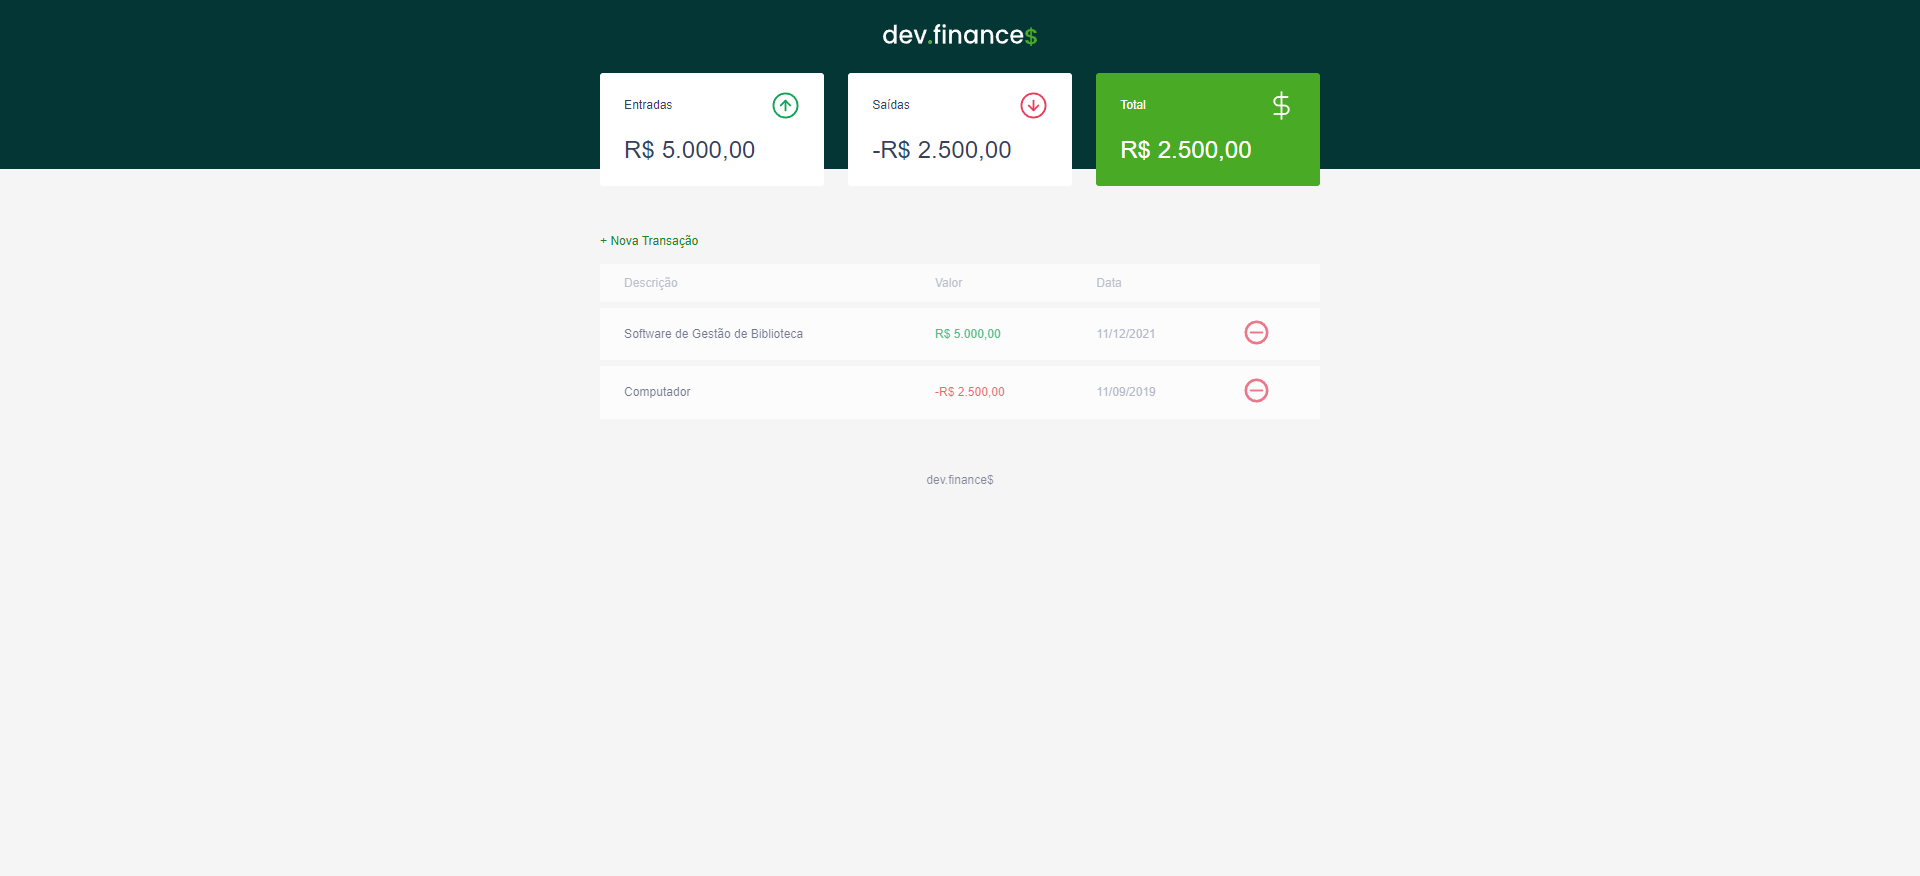 dev.finance$
Entradas
R$ 5.000,00
Saídas
-R$ 2.500,00
Total
R$ 2.500,00
+ Nova Transação
Descrição Valor Data
Software de Gestão de Biblioteca R$ 5.000,00 11/12/2021
Computador -R$ 2.500,00 11/09/2019
dev.finance$